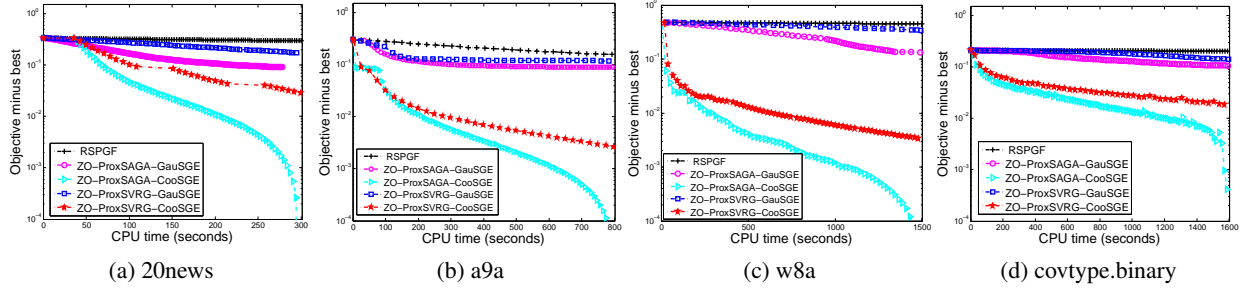 Objective minus best
10^0
10^-1
10^-2
10^-3
10^-4
RSPGF
ZO-ProxSAGA-GauSGE
ZO-ProxSAGA-CooSGE
ZO-ProxSVRG-GauSGE
ZO-ProxSVRG-CooSGE
0 50 100 150 200 250 300
CPU time (seconds)
(a) 20news
Objective minus best
10^0
10^-1
10^-2
10^-3
10^-4
RSPGF
ZO-ProxSAGA-GauSGE
ZO-ProxSAGA-CooSGE
ZO-ProxSVRG-GauSGE
ZO-ProxSVRG-CooSGE
0 100 200 300 400 500 600 700 800
CPU time (seconds)
(b) a9a
Objective minus best
10^-1
10^-2
10^-3
10^-4
RSPGF
ZO-ProxSAGA-GauSGE
ZO-ProxSAGA-CooSGE
ZO-ProxSVRG-GauSGE
ZO-ProxSVRG-CooSGE
0 500 1000 1500
CPU time (seconds)
(c) w8a
Objective minus best
10^0
10^-1
10^-2
10^-3
10^-4
RSPGF
ZO-ProxSAGA-GauSGE
ZO-ProxSAGA-CooSGE
ZO-ProxSVRG-GauSGE
ZO-ProxSVRG-CooSGE
0 200 400 600 800 1000 1200 1400 1600
CPU time (seconds)
(d) covtype.binary